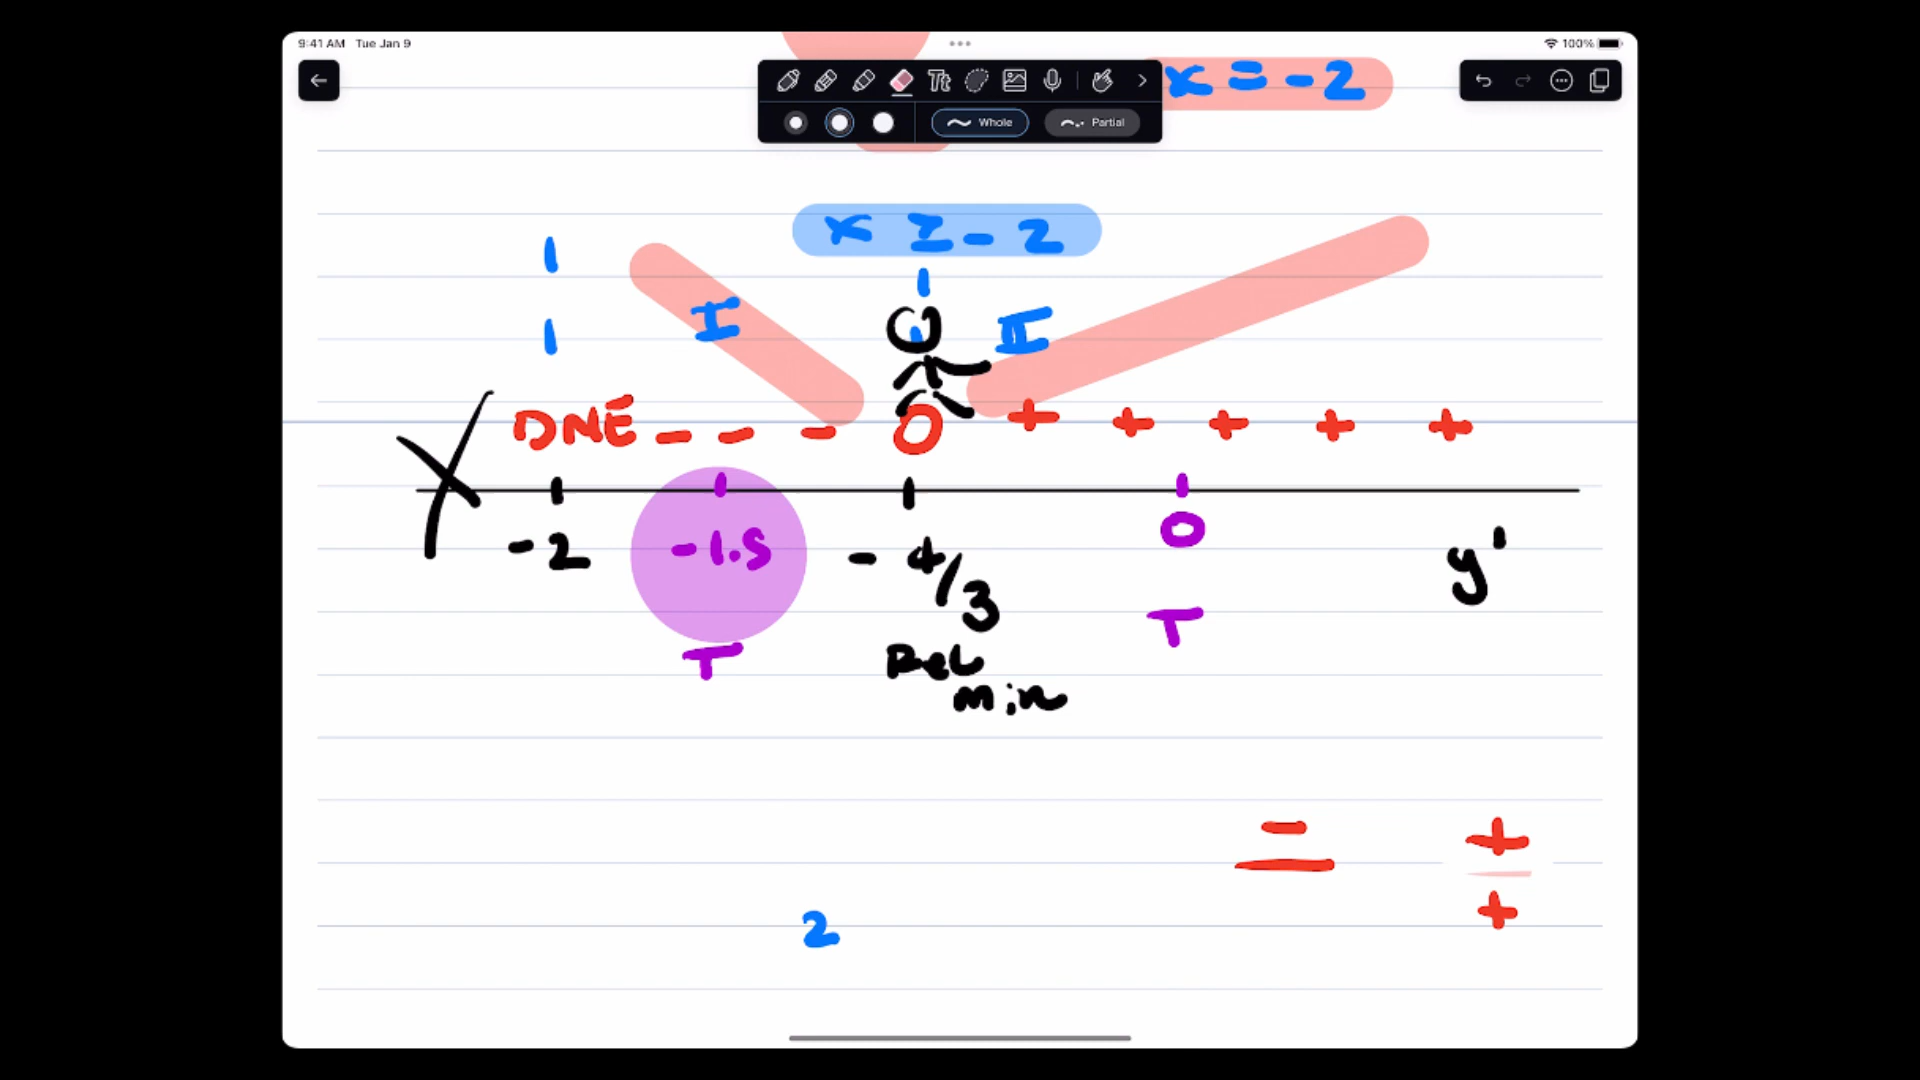 9:41 AM Tue Jan 9
100%
Tt
x = -2
Whole Partial
x ≥ -2
I II
DNE - - - 0 + + + + +
-2 -1.5 -4/3 0 y'
T T
Rel
min
- +
+
2